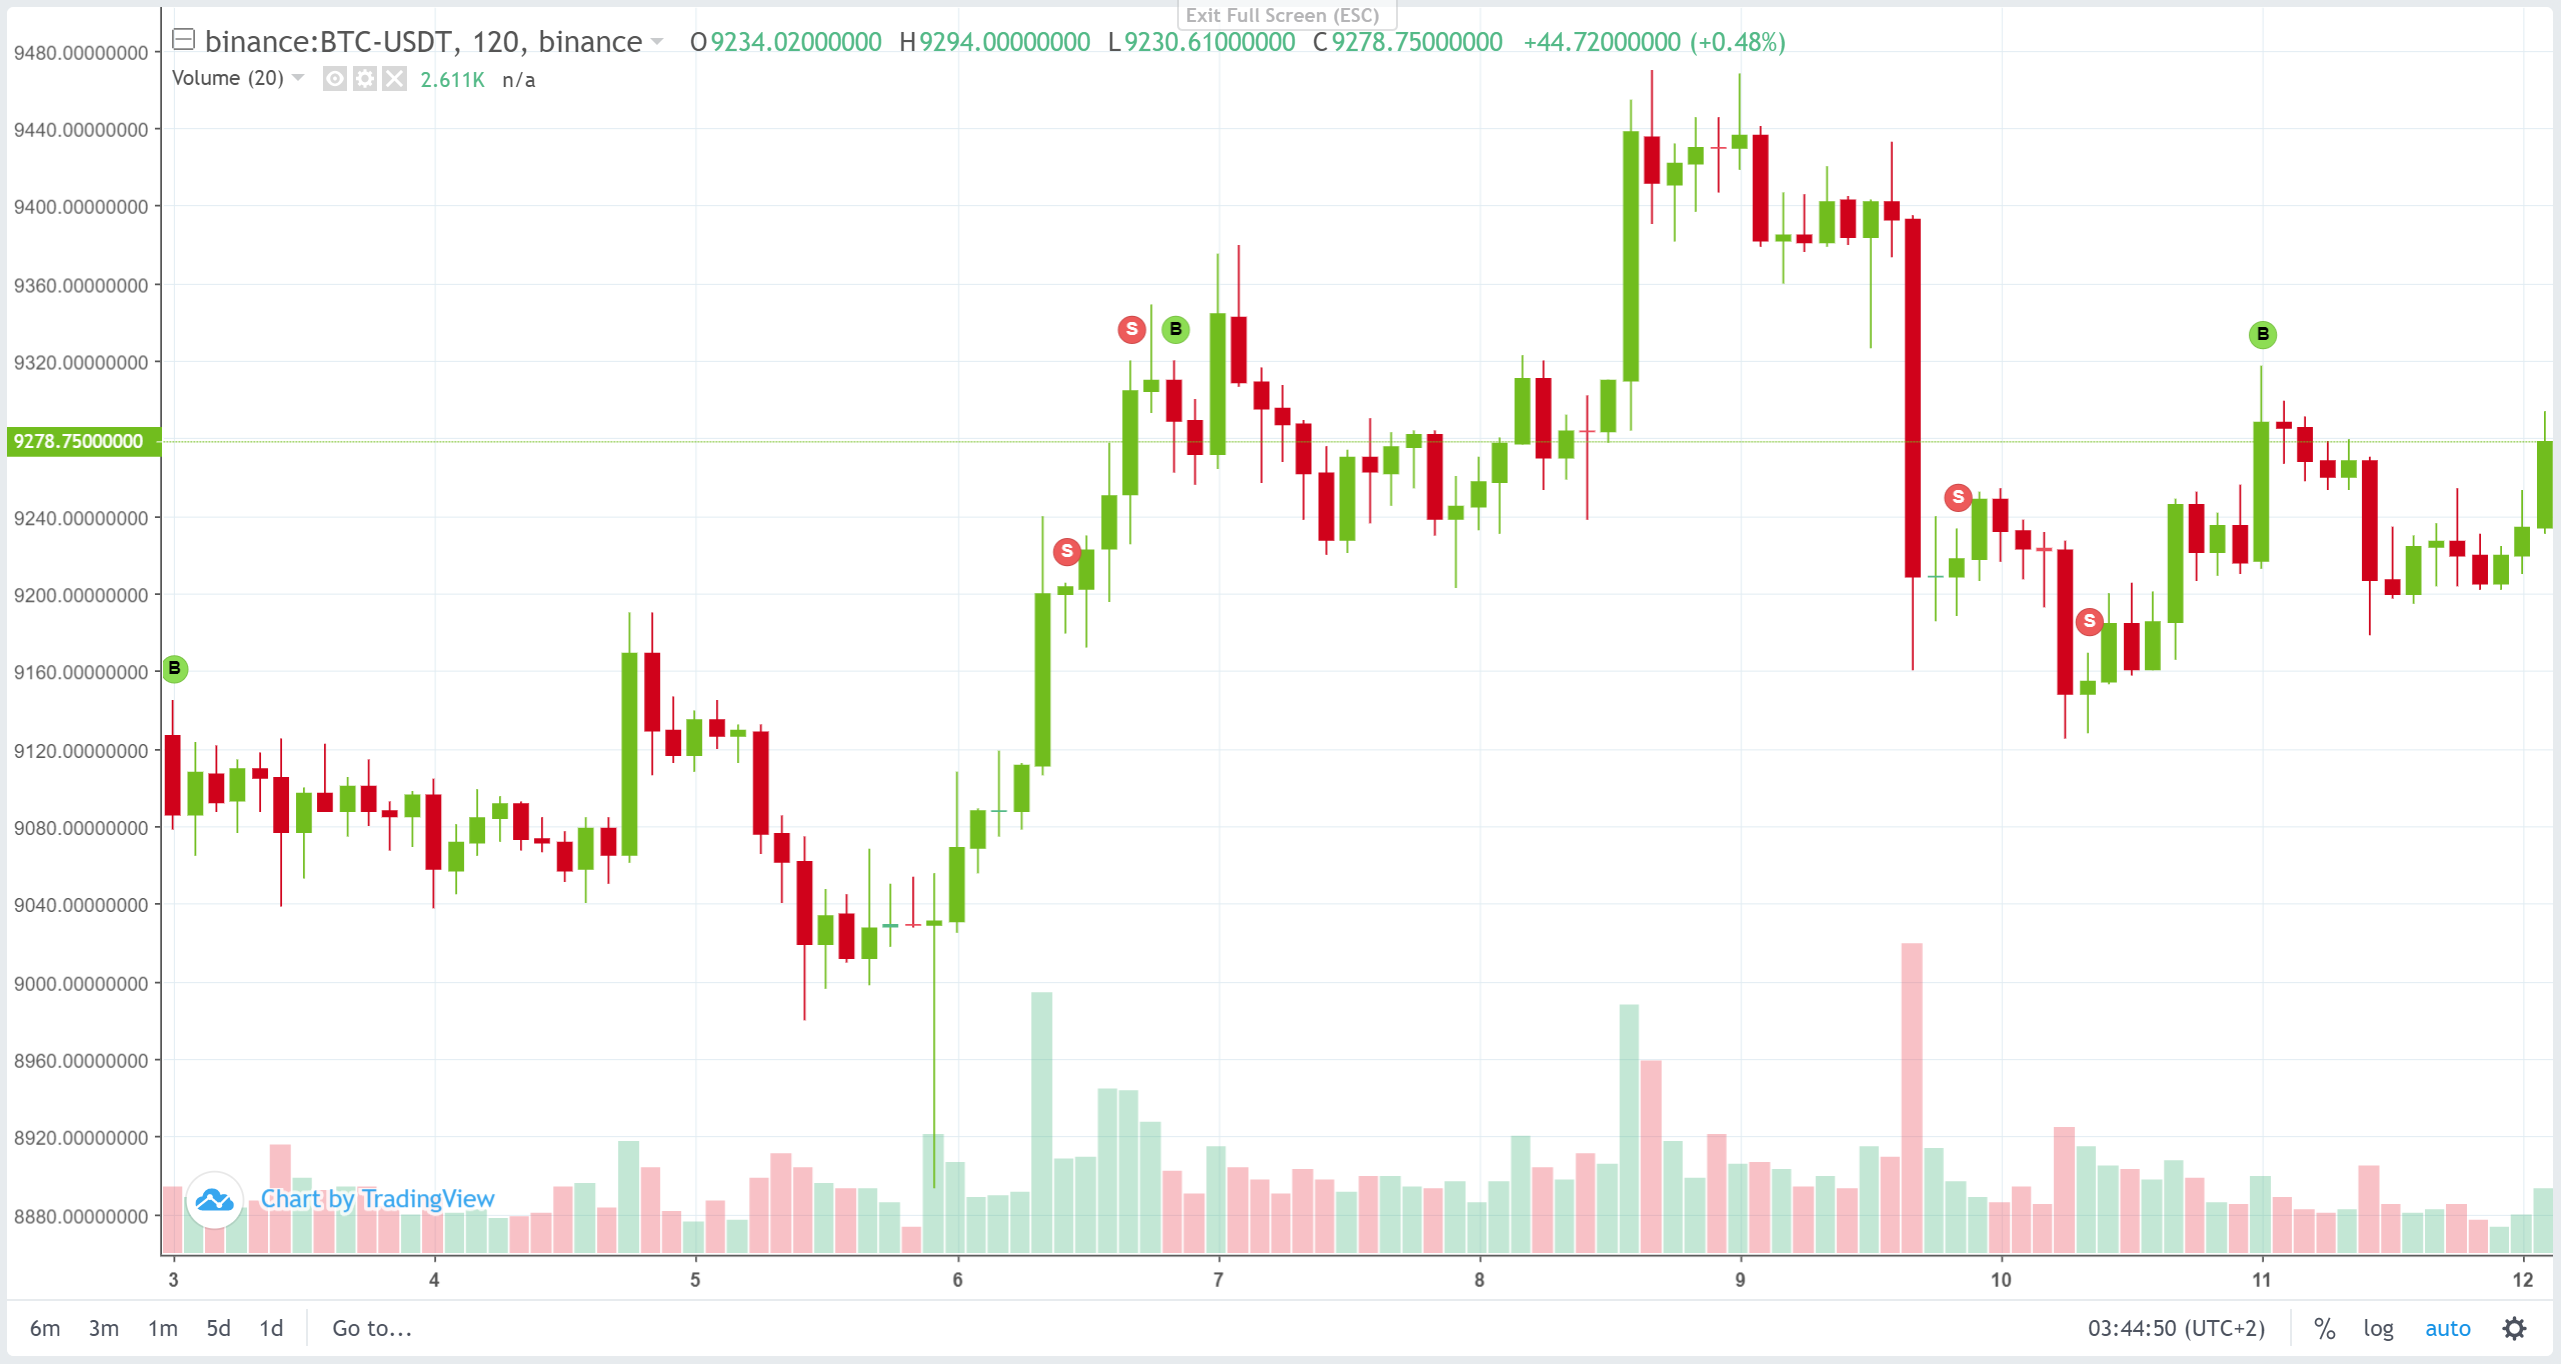 Exit Full Screen (ESC)
binance:BTC-USDT, 120, binance O9234.02000000 H9294.00000000 L9230.61000000 C9278.75000000 +44.72000000 (+0.48%)
Volume (20) 2.611K n/a
9480.00000000
9440.00000000
9400.00000000
9360.00000000
9320.00000000
9278.75000000
9240.00000000
9200.00000000
9160.00000000
9120.00000000
9080.00000000
9040.00000000
9000.00000000
8960.00000000
8920.00000000
8880.00000000
S B
B
S
S
S
B
Chart by TradingView
3 4 5 6 7 8 9 10 11 12
6m 3m 1m 5d 1d Go to... 03:44:50 (UTC+2) % log auto